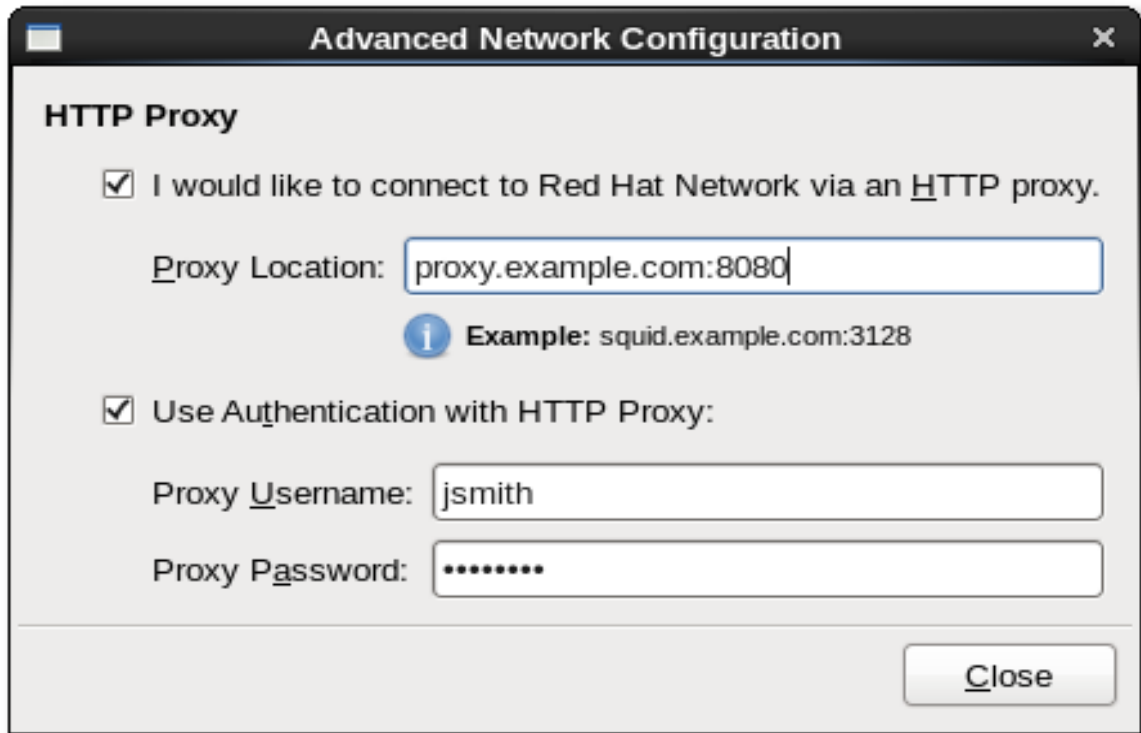 Advanced Network Configuration
HTTP Proxy
I would like to connect to Red Hat Network via an HTTP proxy.
Proxy Location: proxy.example.com:8080
Example: squid.example.com:3128
Use Authentication with HTTP Proxy:
Proxy Username: jsmith
Proxy Password: ••••••••
Close